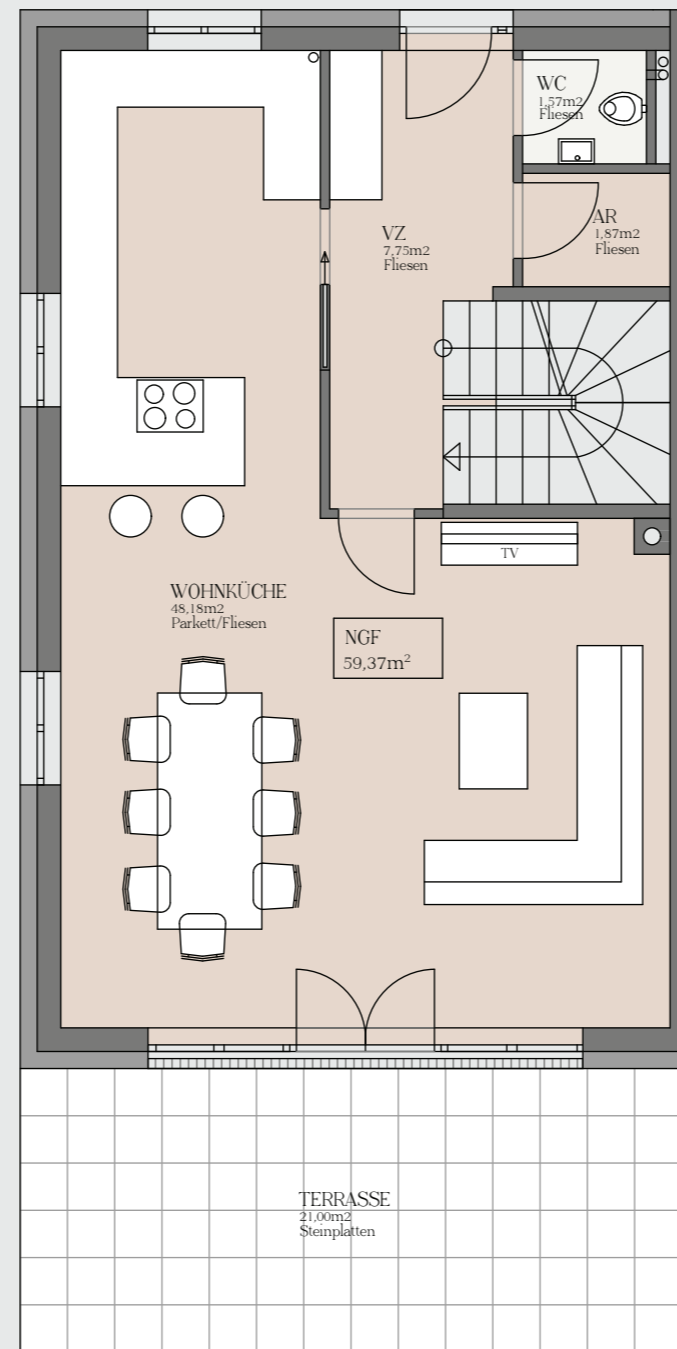 WC
1,57m2
Fliesen
AR
1,87m2
Fliesen
VZ
7,75m2
Fliesen
TV
WOHNKÜCHE
48,18m2
Parkett/Fliesen
NGF
59,37m²
TERRASSE
21,00m2
Steinplatten